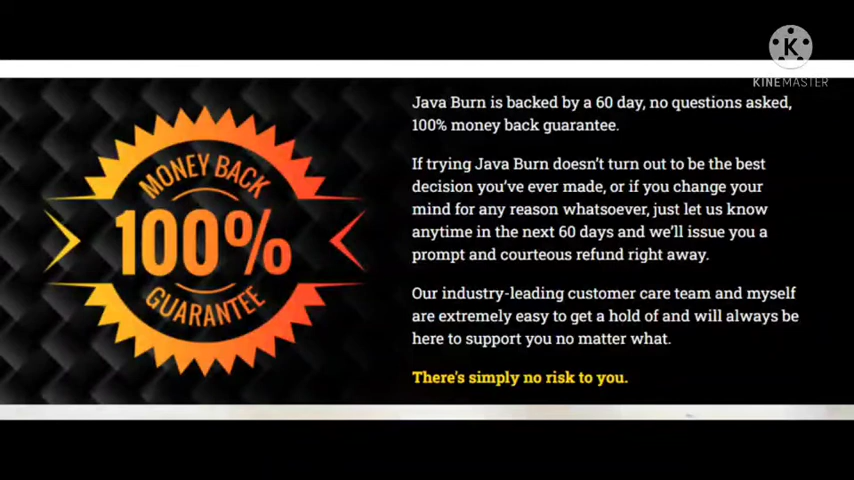 K
KINEMASTER
MONEY BACK
100%
GUARANTEE
Java Burn is backed by a 60 day, no questions asked,
100% money back guarantee.
If trying Java Burn doesn't turn out to be the best
decision you've ever made, or if you change your
mind for any reason whatsoever, just let us know
anytime in the next 60 days and we'll issue you a
prompt and courteous refund right away.
Our industry-leading customer care team and myself
are extremely easy to get a hold of and will always be
here to support you no matter what.
There's simply no risk to you.